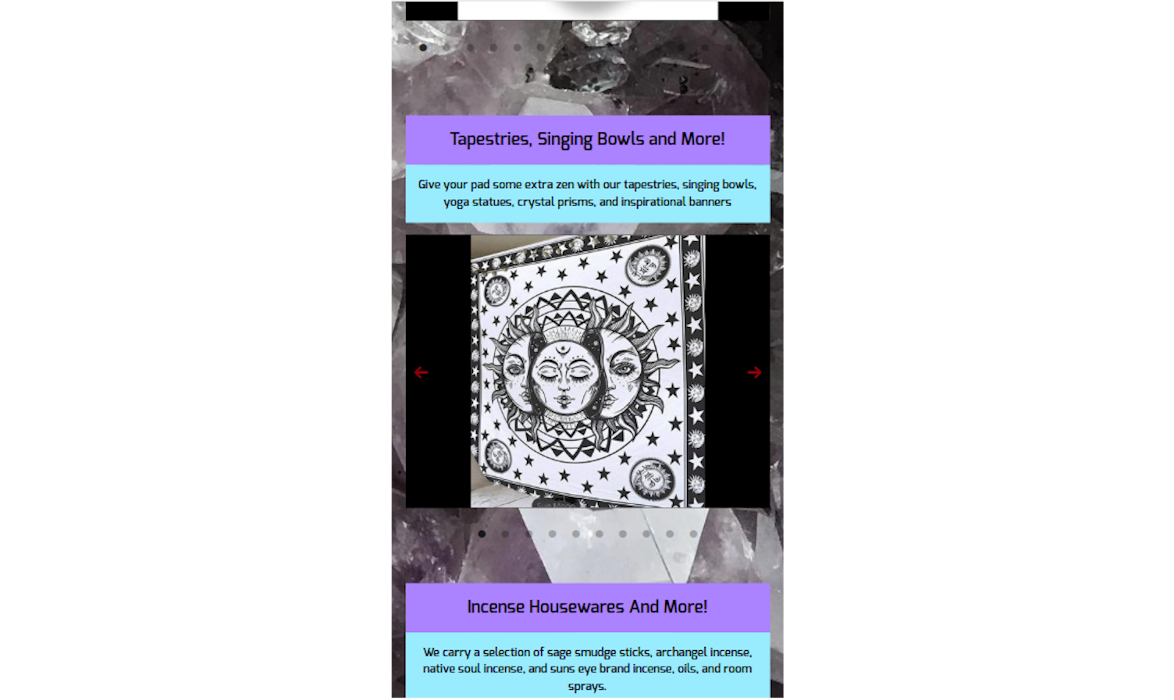 Tapestries, Singing Bowls and More!
Give your pad some extra zen with our tapestries, singing bowls,
yoga statues, crystal prisms, and inspirational banners
Incense Housewares And More!
We carry a selection of sage smudge sticks, archangel incense,
native soul incense, and suns eye brand incense, oils, and room
sprays.